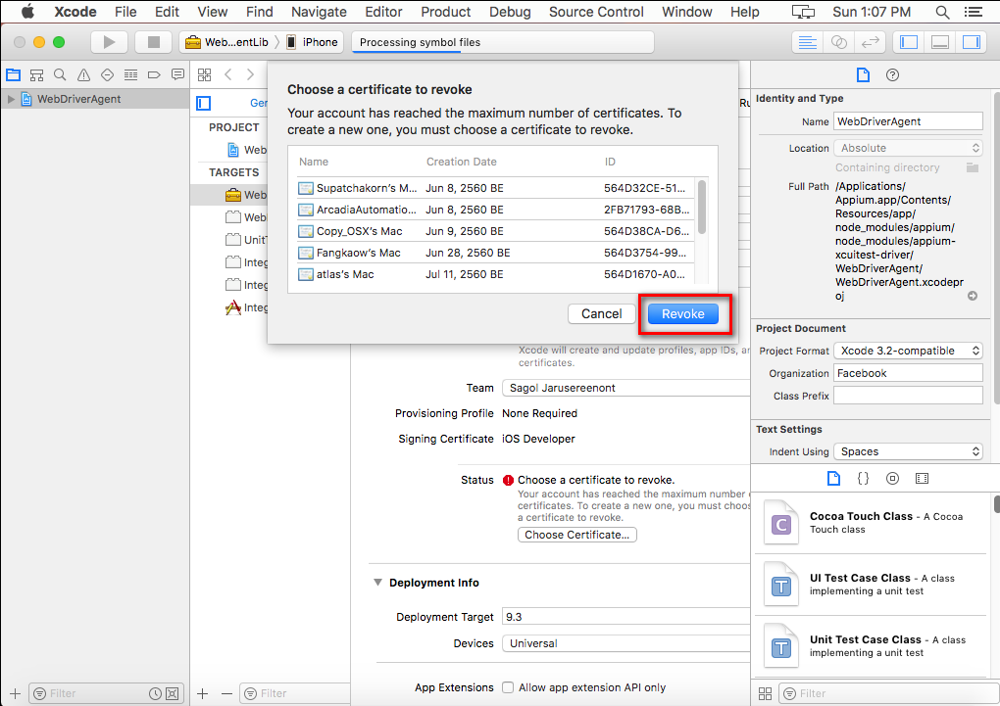 Xcode File Edit View Find Navigate Editor Product Debug Source Control Window Help Sun 1:07 PM
Web...entLib iPhone Processing symbol files
WebDriverAgent
Gen
PROJECT
Web
TARGETS
Web
Web
UnitT
Integ
Integ
Integ
Choose a certificate to revoke
Your account has reached the maximum number of certificates. To
create a new one, you must choose a certificate to revoke.
Name Creation Date ID
Supatchakorn's M... Jun 8, 2560 BE 564D32CE-51...
ArcadiaAutomatio... Jun 8, 2560 BE 2FB71793-68B...
Copy_OSX's Mac Jun 9, 2560 BE 564D38CA-D6...
Fangkaow's Mac Jun 28, 2560 BE 564D3754-99...
atlas's Mac Jul 11, 2560 BE 564D1670-A0...
Cancel Revoke
Ru
Xcode will create and update profiles, app IDs, an
certificates.
Team Sagol Jarusereenont
Provisioning Profile None Required
Signing Certificate iOS Developer
Status Choose a certificate to revoke.
Your account has reached the maximum number o
certificates. To create a new one, you must choos
a certificate to revoke.
Choose Certificate...
Deployment Info
Deployment Target 9.3
Devices Universal
App Extensions Allow app extension API only
Identity and Type
Name WebDriverAgent
Location Absolute
Containing directory
Full Path /Applications/
Appium.app/Contents/
Resources/app/
node_modules/appium/
node_modules/appium-
xcuitest-driver/
WebDriverAgent/
WebDriverAgent.xcodepr
oj
Project Document
Project Format Xcode 3.2-compatible
Organization Facebook
Class Prefix
Text Settings
Indent Using Spaces
{ }
C
Cocoa Touch Class - A Cocoa
Touch class
T
UI Test Case Class - A class
implementing a unit test
T
Unit Test Case Class - A class
implementing a unit test
Filter
Filter
Filter